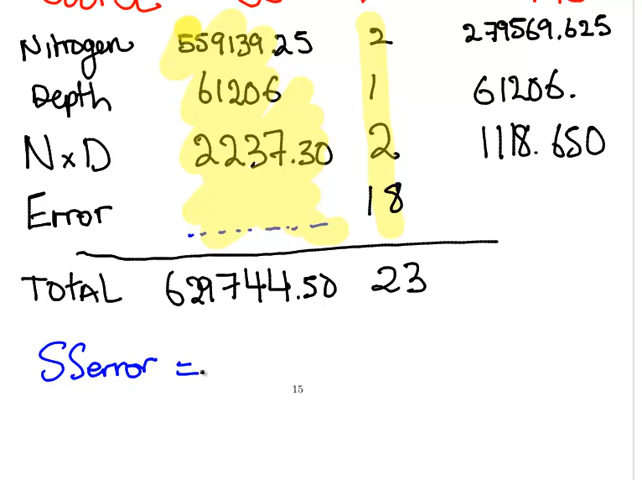 Nitrogen 559139.25 2 279569.625
Depth 61206 1 61206.
N x D 2237.30 2 1118.650
Error 18
TOTAL 629744.50 23
SSerror =
15